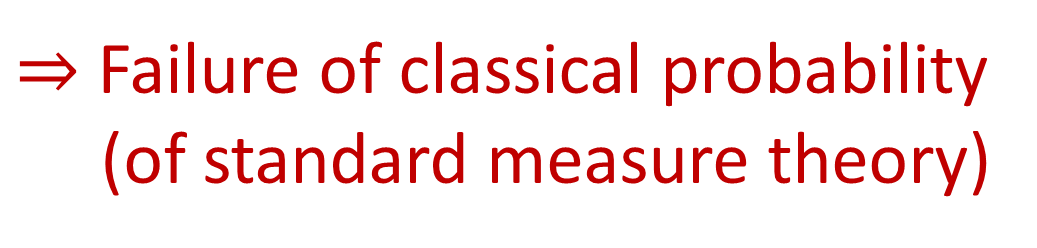 ⇒ Failure of classical probability
(of standard measure theory)